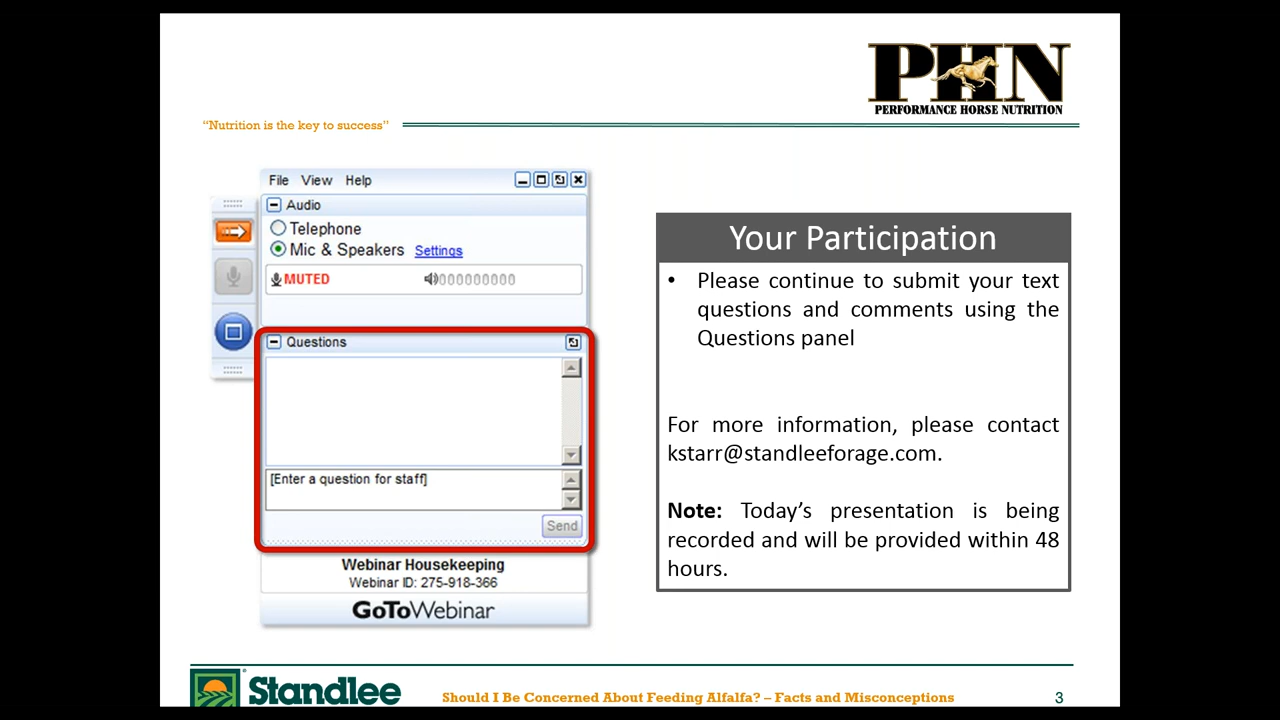 PHN
PERFORMANCE HORSE NUTRITION
“Nutrition is the key to success”
File View Help
Audio
Telephone
Mic & Speakers Settings
MUTED
Questions
[Enter a question for staff]
Send
Webinar Housekeeping
Webinar ID: 275-918-366
GoToWebinar
Your Participation
• Please continue to submit your text
questions and comments using the
Questions panel
For more information, please contact
kstarr@standleeforage.com.
Note: Today’s presentation is being
recorded and will be provided within 48
hours.
Standlee
Should I Be Concerned About Feeding Alfalfa? – Facts and Misconceptions
3